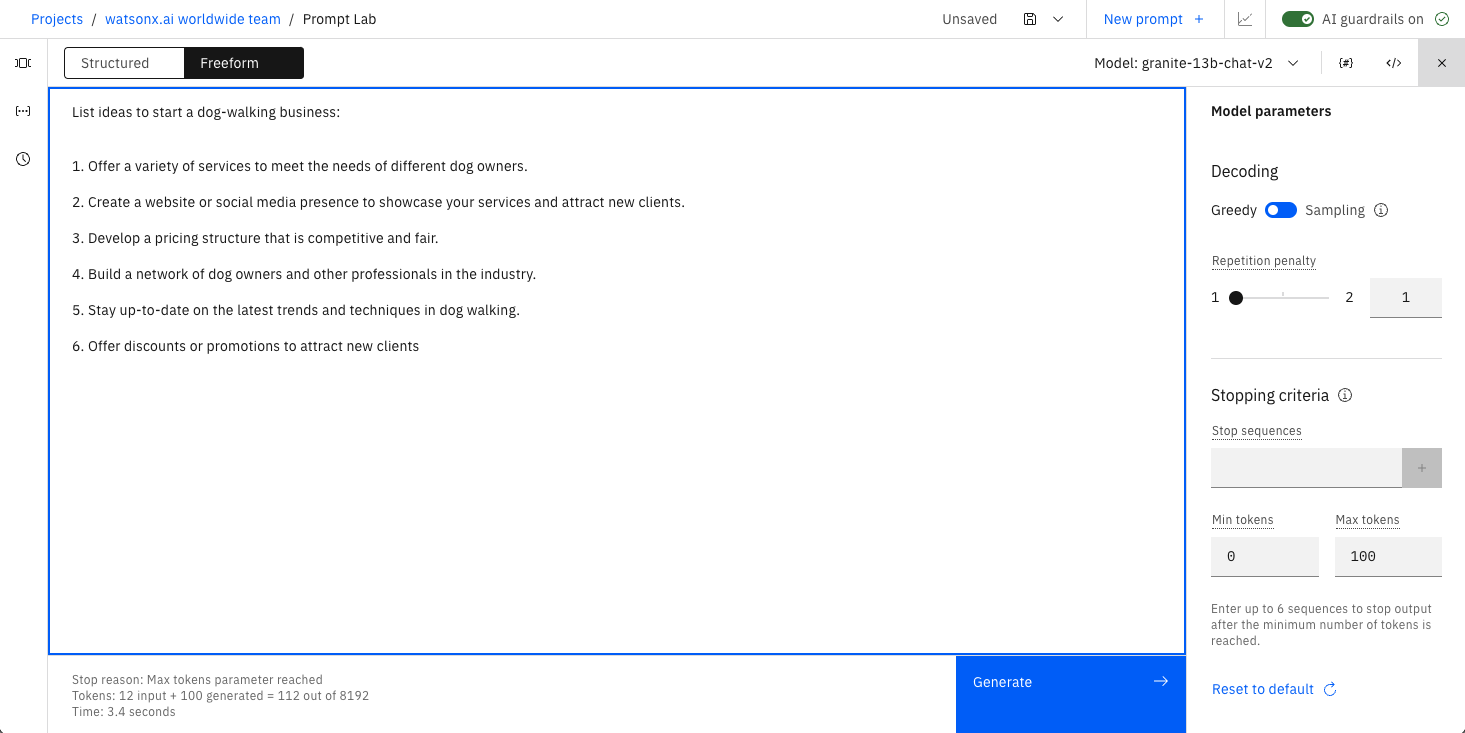 Projects / watsonx.ai worldwide team / Prompt Lab
Unsaved
New prompt +
AI guardrails on
Structured
Freeform
Model: granite-13b-chat-v2
{#}
</>
List ideas to start a dog-walking business:
1. Offer a variety of services to meet the needs of different dog owners.
2. Create a website or social media presence to showcase your services and attract new clients.
3. Develop a pricing structure that is competitive and fair.
4. Build a network of dog owners and other professionals in the industry.
5. Stay up-to-date on the latest trends and techniques in dog walking.
6. Offer discounts or promotions to attract new clients
Stop reason: Max tokens parameter reached
Tokens: 12 input + 100 generated = 112 out of 8192
Time: 3.4 seconds
Generate
Model parameters
Decoding
Greedy Sampling
Repetition penalty
1 2 1
Stopping criteria
Stop sequences
+
Min tokens Max tokens
0 100
Enter up to 6 sequences to stop output
after the minimum number of tokens is
reached.
Reset to default